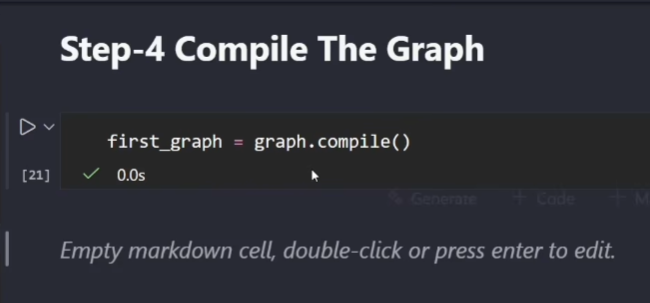 Step-4 Compile The Graph
first_graph = graph.compile()
[21] 0.0s
Generate + Code + M
Empty markdown cell, double-click or press enter to edit.